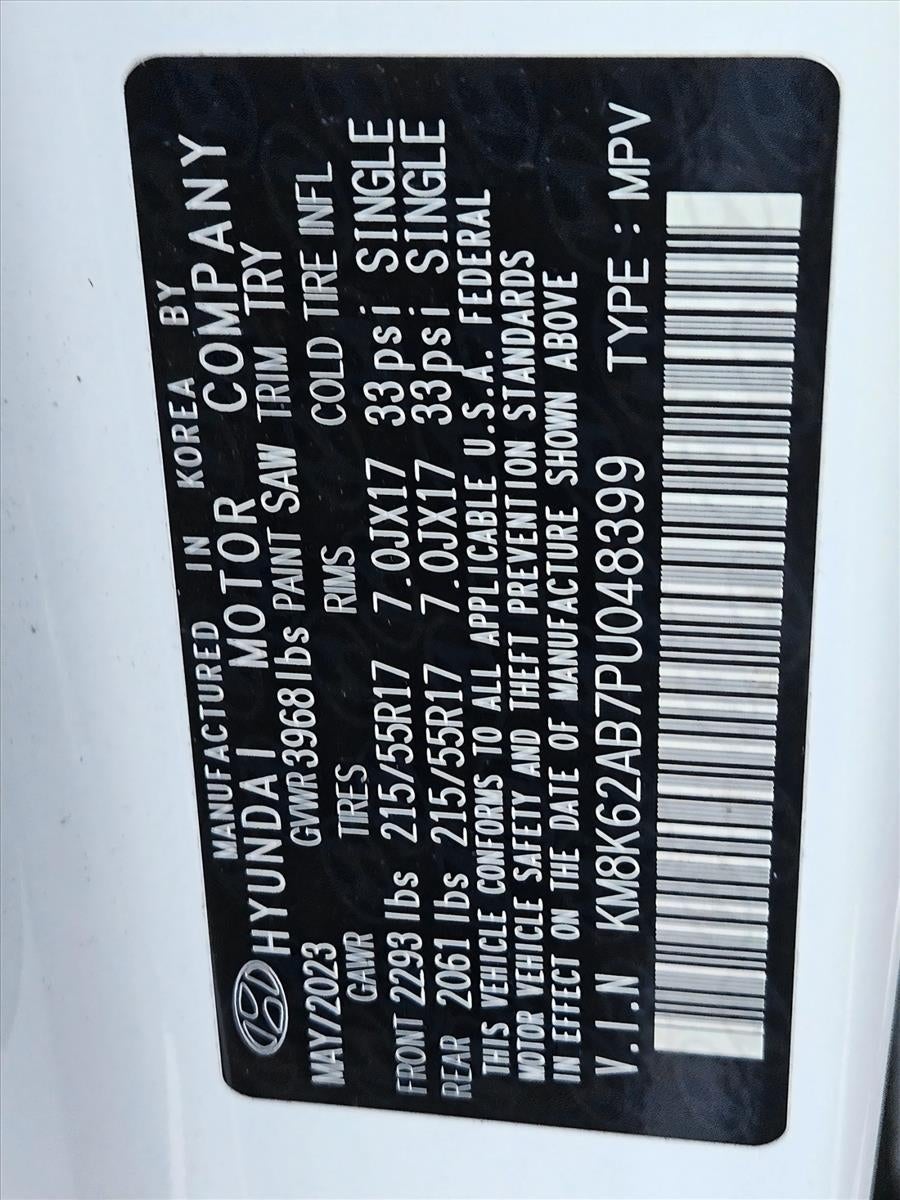 MANUFACTURED IN KOREA BY
HYUNDAI MOTOR COMPANY
MAY/2023 GVWR 3968 lbs PAINT SAW TRIM TRY
GAWR TIRES RIMS COLD TIRE INFL
FRONT 2293 lbs 215/55R17 7.0JX17 33psi SINGLE
REAR 2061 lbs 215/55R17 7.0JX17 33psi SINGLE
THIS VEHICLE CONFORMS TO ALL APPLICABLE U.S.A. FEDERAL
MOTOR VEHICLE SAFETY AND THEFT PREVENTION STANDARDS
IN EFFECT ON THE DATE OF MANUFACTURE SHOWN ABOVE
V.I.N KM8K62AB7PU048399 TYPE : MPV